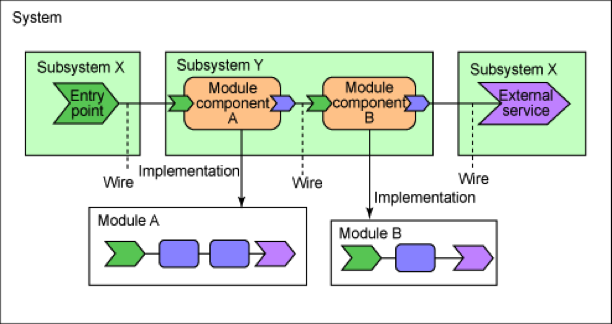 System
Subsystem X
Entry
point
Subsystem Y
Module
component
A
Module
component
B
Subsystem X
External
service
Wire
Implementation
Wire
Implementation
Wire
Module A
Module B